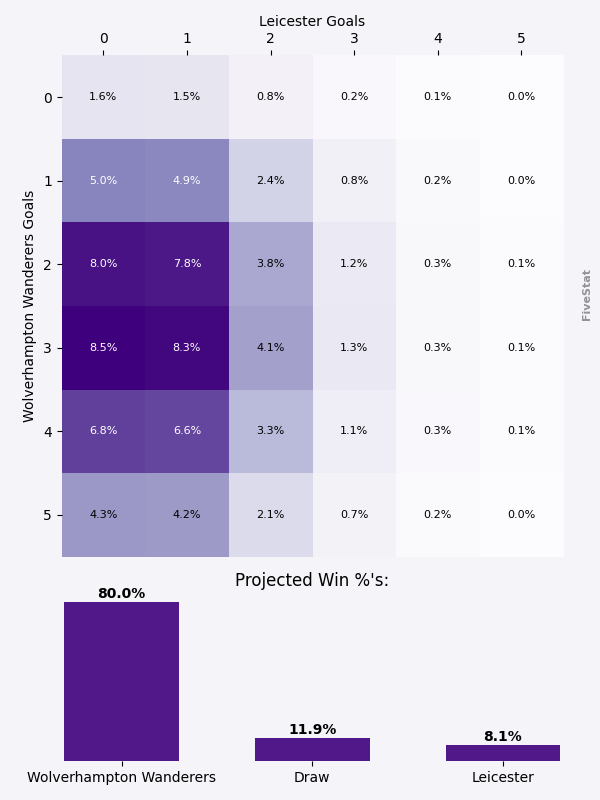 Leicester Goals
0 1 2 3 4 5
0 1.6% 1.5% 0.8% 0.2% 0.1% 0.0%
1 5.0% 4.9% 2.4% 0.8% 0.2% 0.0%
2 8.0% 7.8% 3.8% 1.2% 0.3% 0.1%
3 8.5% 8.3% 4.1% 1.3% 0.3% 0.1%
4 6.8% 6.6% 3.3% 1.1% 0.3% 0.1%
5 4.3% 4.2% 2.1% 0.7% 0.2% 0.0%
Wolverhampton Wanderers Goals
FiveStat
Projected Win %'s:
80.0% 11.9% 8.1%
Wolverhampton Wanderers Draw Leicester